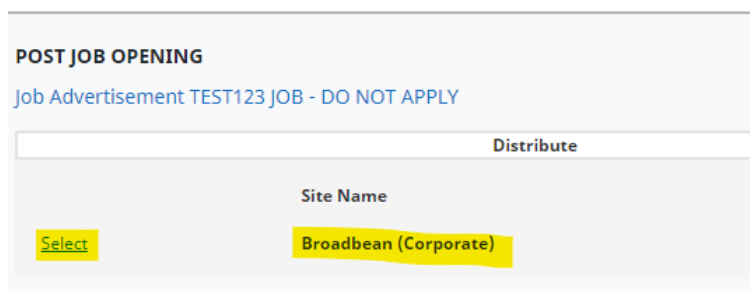 POST JOB OPENING
Job Advertisement TEST123 JOB - DO NOT APPLY
Distribute
Site Name
Select Broadbean (Corporate)